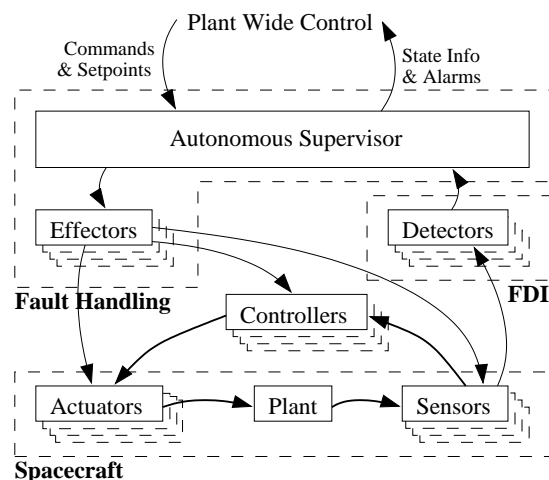 Plant Wide Control
Commands
& Setpoints
State Info
& Alarms
Autonomous Supervisor
Effectors
Detectors
Fault Handling
FDI
Controllers
Actuators
Plant
Sensors
Spacecraft